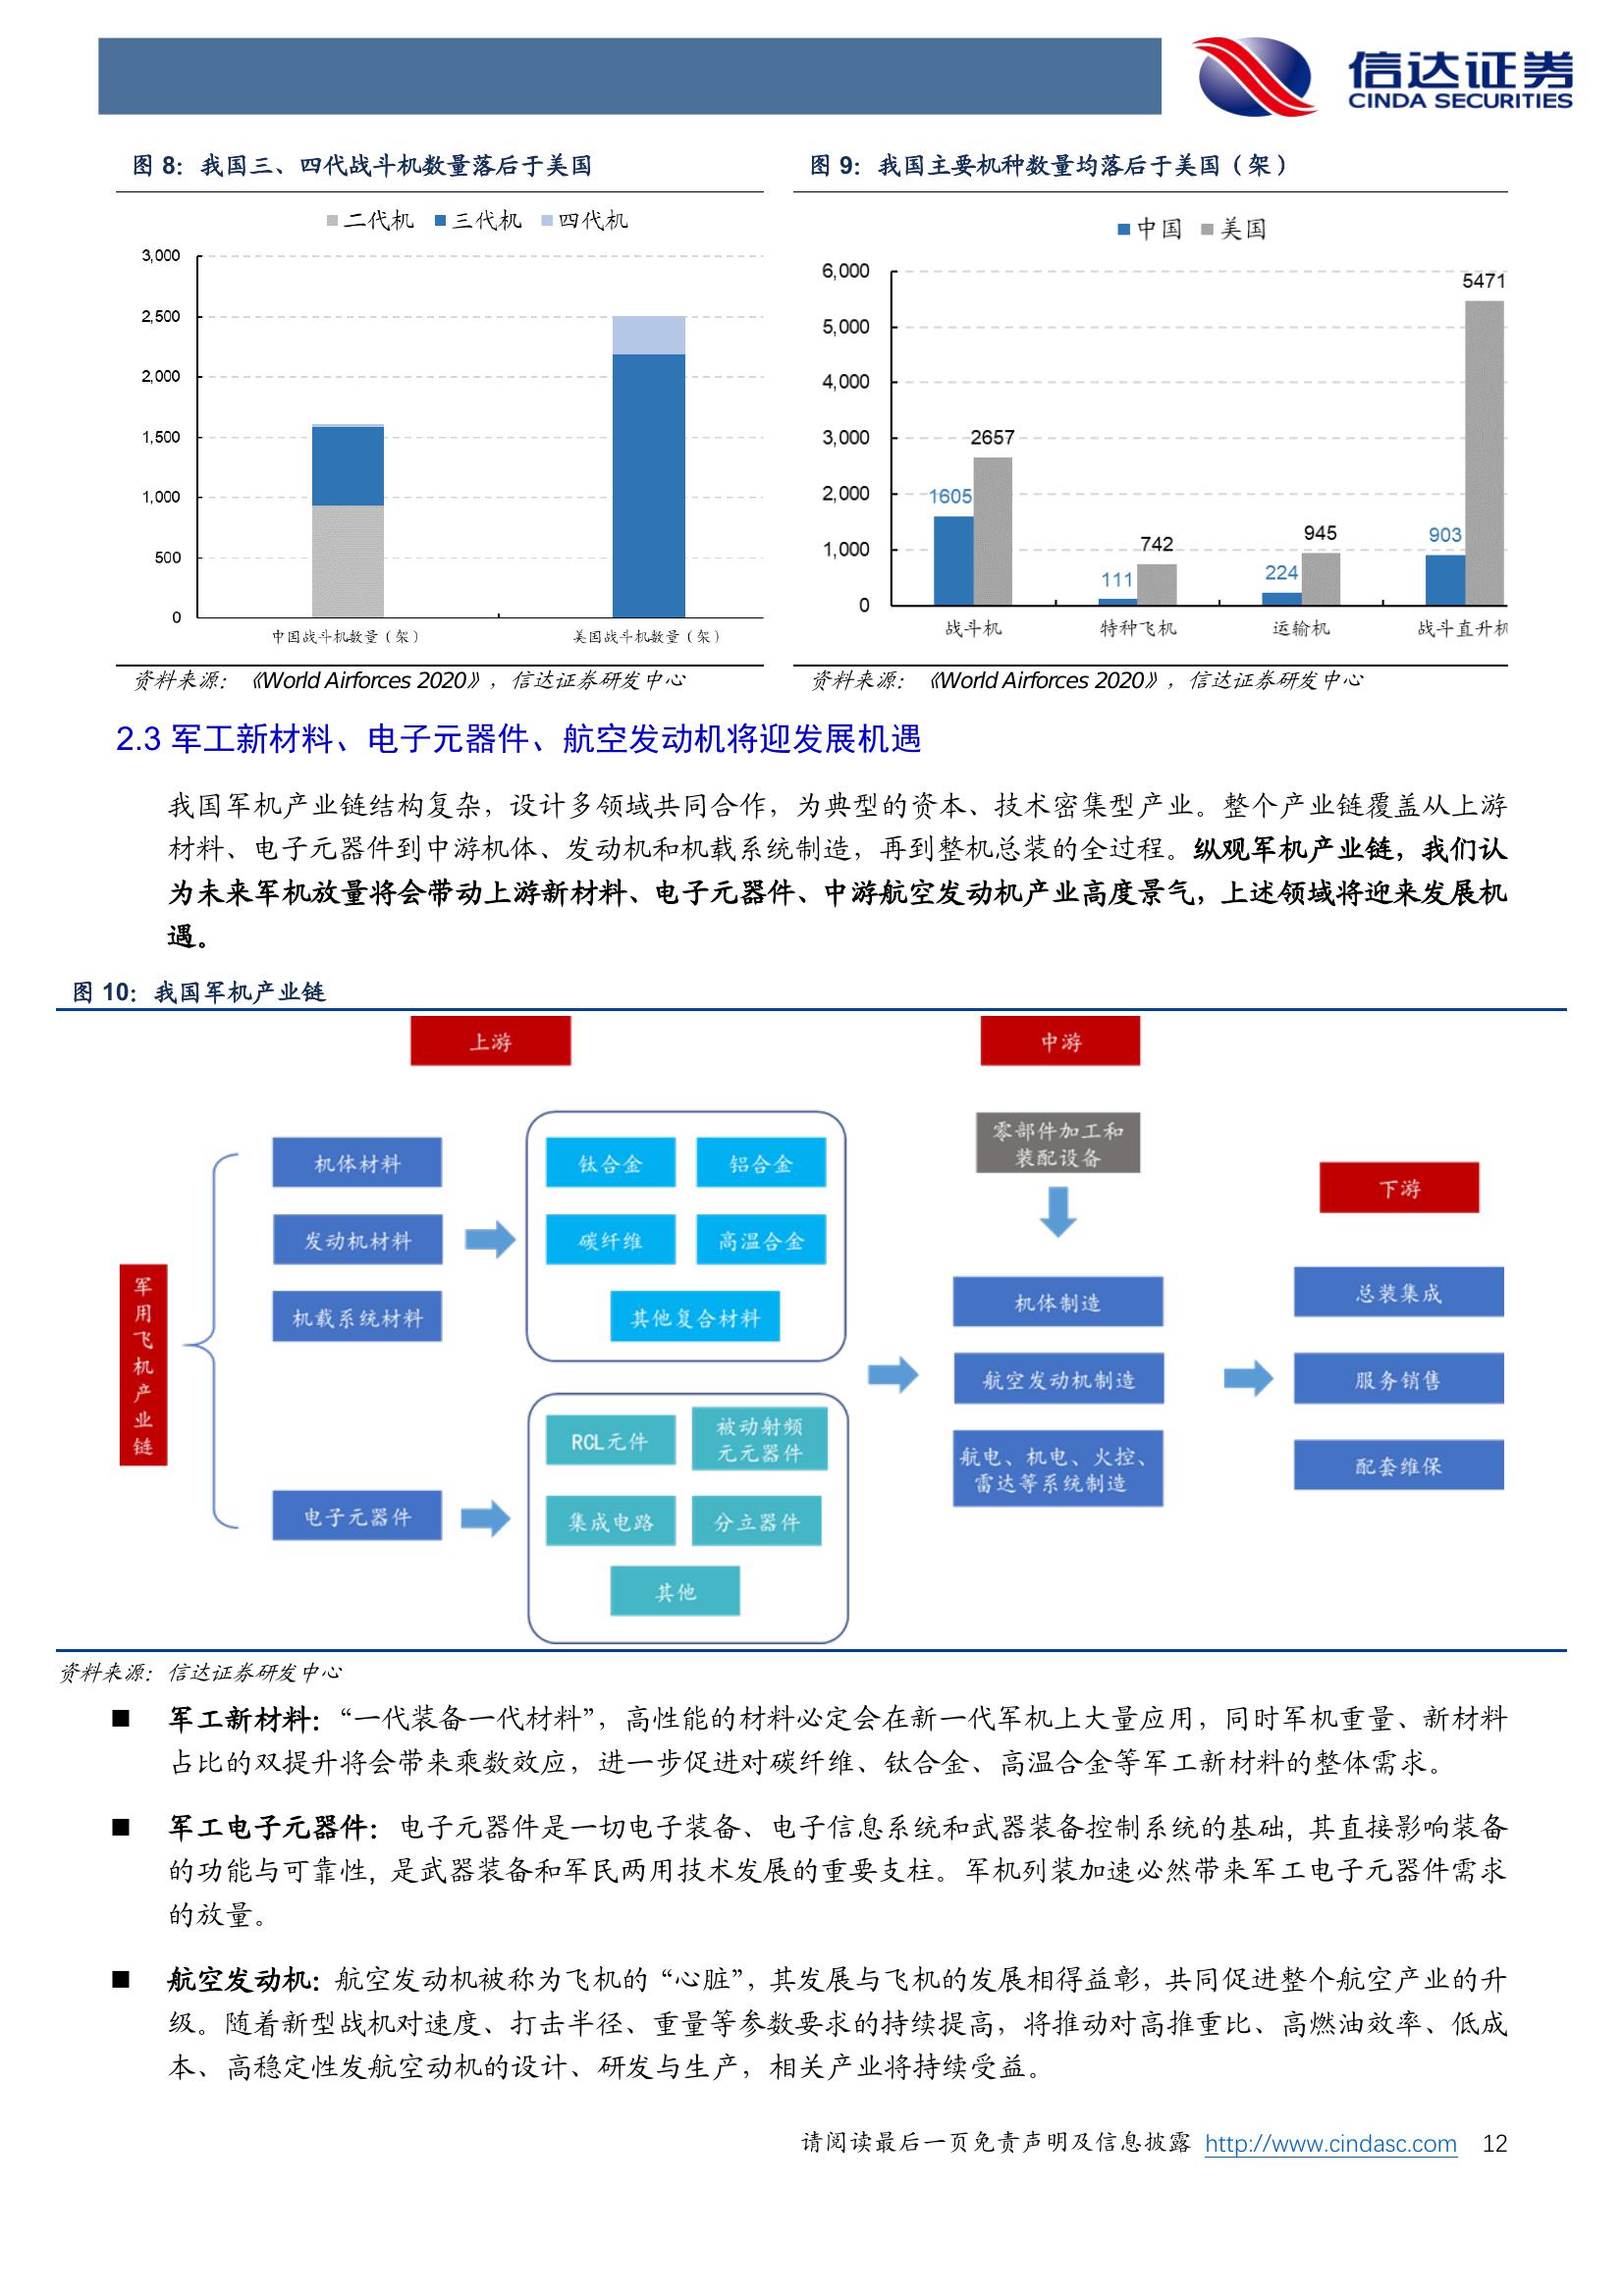 信达证券
CINDA SECURITIES
图 8：我国三、四代战斗机数量落后于美国
二代机 三代机 四代机
3,000
2,500
2,000
1,500
1,000
500
0
中国战斗机数量（架） 美国战斗机数量（架）
资料来源：《World Airforces 2020》，信达证券研发中心
图 9：我国主要机种数量均落后于美国（架）
中国 美国
6,000
5,000
4,000
3,000
2,000
1,000
0
1605 2657
111 742
224 945
903 5471
战斗机 特种飞机 运输机 战斗直升机
资料来源：《World Airforces 2020》，信达证券研发中心
2.3 军工新材料、电子元器件、航空发动机将迎发展机遇
我国军机产业链结构复杂，设计多领域共同合作，为典型的资本、技术密集型产业。整个产业链覆盖从上游
材料、电子元器件到中游机体、发动机和机载系统制造，再到整机总装的全过程。纵观军机产业链，我们认
为未来军机放量将会带动上游新材料、电子元器件、中游航空发动机产业高度景气，上述领域将迎来发展机
遇。
图 10：我国军机产业链
上游
军用飞机产业链
机体材料
发动机材料
机载系统材料
电子元器件
钛合金 铝合金
碳纤维 高温合金
其他复合材料
RCL元件 被动射频
元元器件
集成电路 分立器件
其他
中游
零部件加工和
装配设备
机体制造
航空发动机制造
航电、机电、火控、
雷达等系统制造
下游
总装集成
服务销售
配套维保
资料来源：信达证券研发中心
■ 军工新材料：“一代装备一代材料”，高性能的材料必定会在新一代军机上大量应用，同时军机重量、新材料
占比的双提升将会带来乘数效应，进一步促进对碳纤维、钛合金、高温合金等军工新材料的整体需求。
■ 军工电子元器件：电子元器件是一切电子装备、电子信息系统和武器装备控制系统的基础，其直接影响装备
的功能与可靠性，是武器装备和军民两用技术发展的重要支柱。军机列装加速必然带来军工电子元器件需求
的放量。
■ 航空发动机：航空发动机被称为飞机的“心脏”，其发展与飞机的发展相得益彰，共同促进整个航空产业的升
级。随着新型战机对速度、打击半径、重量等参数要求的持续提高，将推动对高推重比、高燃油效率、低成
本、高稳定性发航空动机的设计、研发与生产，相关产业将持续受益。
请阅读最后一页免责声明及信息披露 http://www.cindasc.com 12